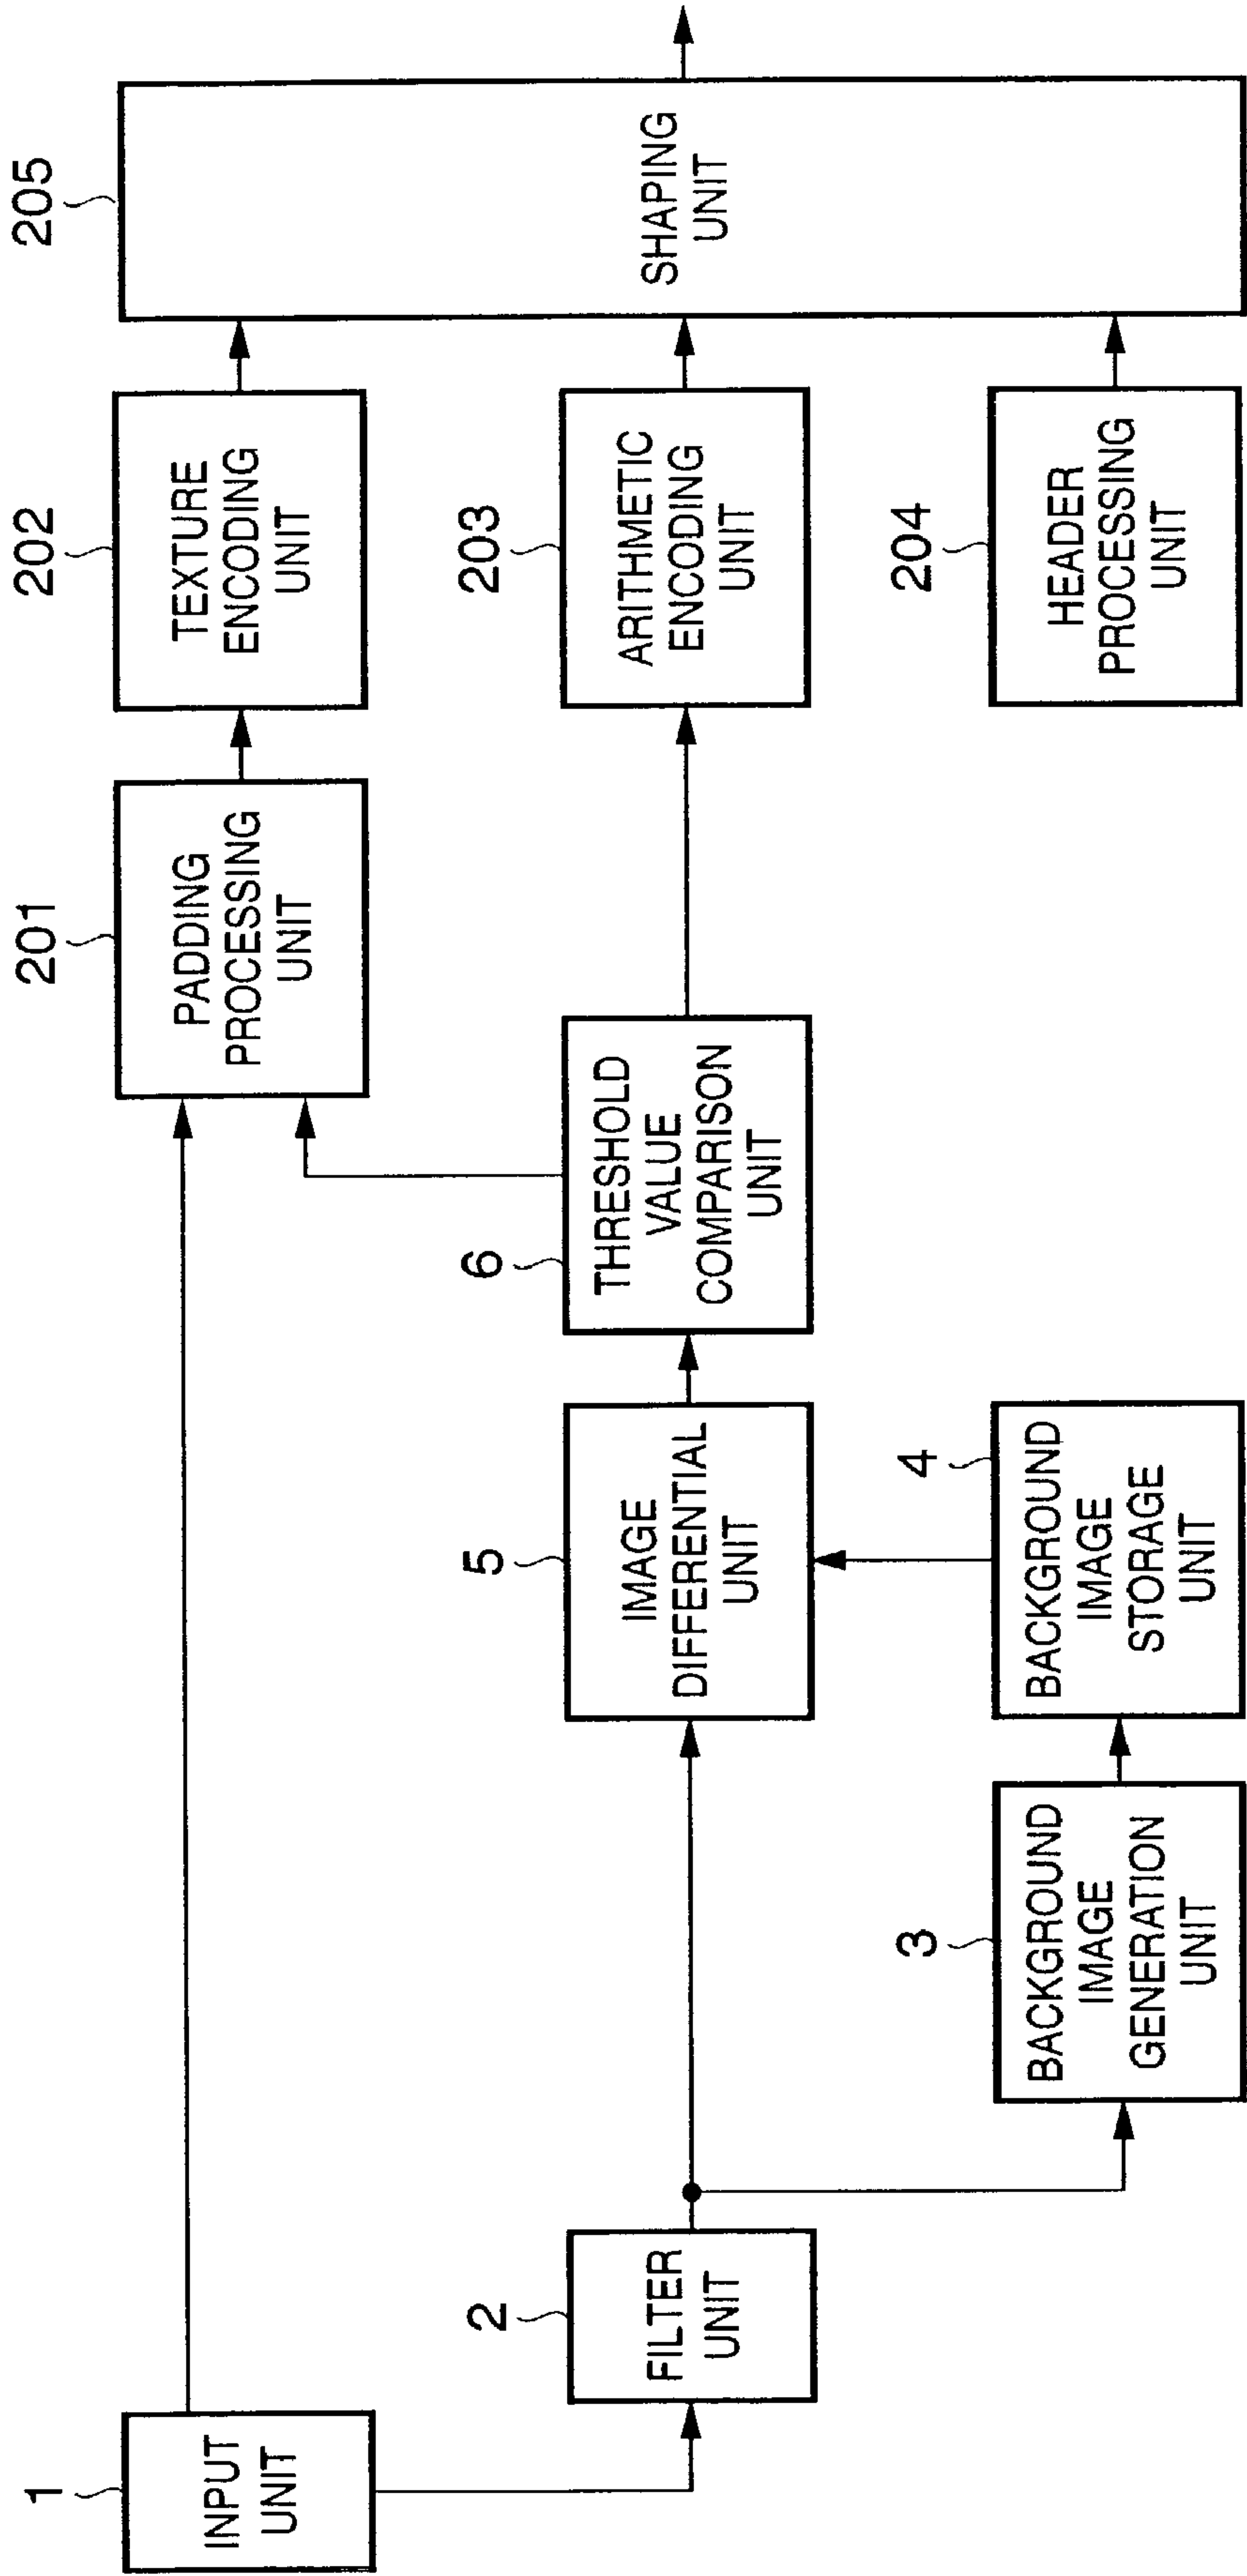 1
INPUT
UNIT
2
FILTER
UNIT
3
BACKGROUND
IMAGE
GENERATION
UNIT
4
BACKGROUND
IMAGE
STORAGE
UNIT
5
IMAGE
DIFFERENTIAL
UNIT
6
THRESHOLD
VALUE
COMPARISON
UNIT
201
PADDING
PROCESSING
UNIT
202
TEXTURE
ENCODING
UNIT
203
ARITHMETIC
ENCODING
UNIT
204
HEADER
PROCESSING
UNIT
205
SHAPING
UNIT